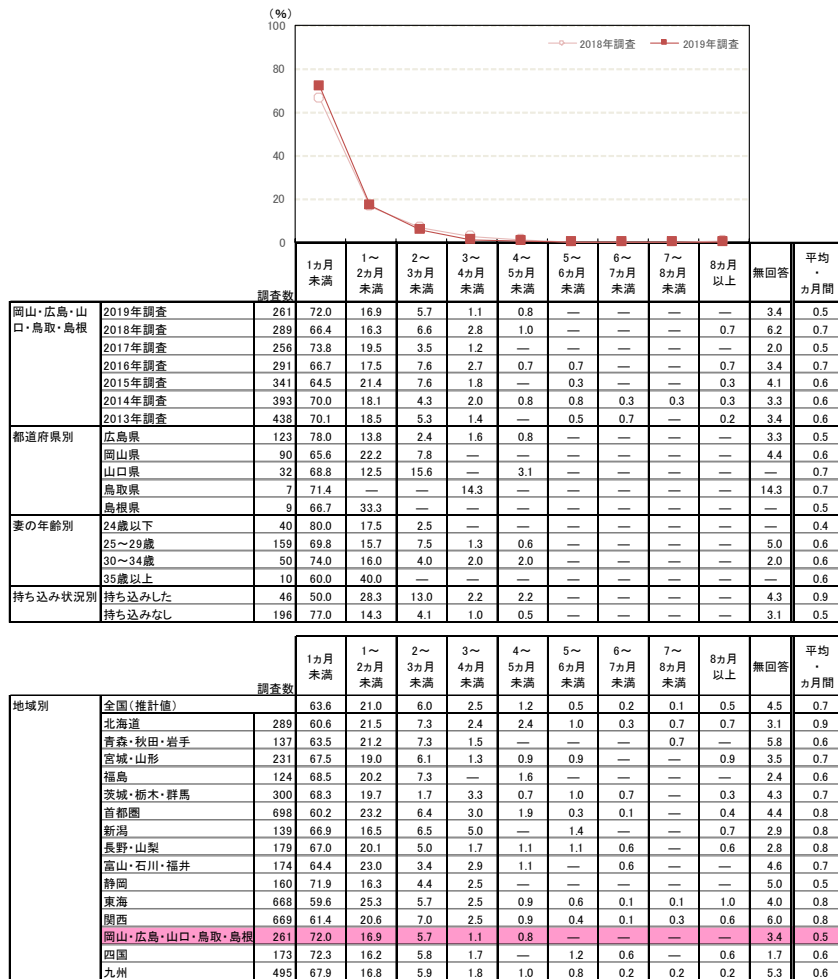 (%)
100
80
60
40
20
0
2018年調査 2019年調査
調査数 1ヵ月未満 1～2ヵ月未満 2～3ヵ月未満 3～4ヵ月未満 4～5ヵ月未満 5～6ヵ月未満 6～7ヵ月未満 7～8ヵ月未満 8ヵ月以上 無回答 平均・ヵ月間
岡山・広島・山口・鳥取・島根 2019年調査 261 72.0 16.9 5.7 1.1 0.8 — — — — 3.4 0.5
2018年調査 289 66.4 16.3 6.6 2.8 1.0 — — — 0.7 6.2 0.7
2017年調査 256 73.8 19.5 3.5 1.2 — — — — — 2.0 0.5
2016年調査 291 66.7 17.5 7.6 2.7 0.7 0.7 — — 0.7 3.4 0.7
2015年調査 341 64.5 21.4 7.6 1.8 — 0.3 — — 0.3 4.1 0.6
2014年調査 393 70.0 18.1 4.3 2.0 0.8 0.8 0.3 0.3 0.3 3.3 0.6
2013年調査 438 70.1 18.5 5.3 1.4 — 0.5 0.7 — 0.2 3.4 0.6
都道府県別 広島県 123 78.0 13.8 2.4 1.6 0.8 — — — — 3.3 0.5
岡山県 90 65.6 22.2 7.8 — — — — — — 4.4 0.6
山口県 32 68.8 12.5 15.6 — 3.1 — — — — — 0.7
鳥取県 7 71.4 — — 14.3 — — — — — 14.3 0.7
島根県 9 66.7 33.3 — — — — — — — — 0.5
妻の年齢別 24歳以下 40 80.0 17.5 2.5 — — — — — — — 0.4
25～29歳 159 69.8 15.7 7.5 1.3 0.6 — — — — 5.0 0.6
30～34歳 50 74.0 16.0 4.0 2.0 2.0 — — — — 2.0 0.6
35歳以上 10 60.0 40.0 — — — — — — — — 0.6
持ち込み状況別 持ち込みした 46 50.0 28.3 13.0 2.2 2.2 — — — — 4.3 0.9
持ち込みなし 196 77.0 14.3 4.1 1.0 0.5 — — — — 3.1 0.5
調査数 1ヵ月未満 1～2ヵ月未満 2～3ヵ月未満 3～4ヵ月未満 4～5ヵ月未満 5～6ヵ月未満 6～7ヵ月未満 7～8ヵ月未満 8ヵ月以上 無回答 平均・ヵ月間
地域別 全国(推計値) 63.6 21.0 6.0 2.5 1.2 0.5 0.2 0.1 0.5 4.5 0.7
北海道 289 60.6 21.5 7.3 2.4 2.4 1.0 0.3 0.7 0.7 3.1 0.9
青森・秋田・岩手 137 63.5 21.2 7.3 1.5 — — — 0.7 — 5.8 0.6
宮城・山形 231 67.5 19.0 6.1 1.3 0.9 0.9 — — 0.9 3.5 0.7
福島 124 68.5 20.2 7.3 — 1.6 — — — — 2.4 0.6
茨城・栃木・群馬 300 68.3 19.7 1.7 3.3 0.7 1.0 0.7 — 0.3 4.3 0.7
首都圏 698 60.2 23.2 6.4 3.0 1.9 0.3 0.1 — 0.4 4.4 0.8
新潟 139 66.9 16.5 6.5 5.0 — 1.4 — — 0.7 2.9 0.8
長野・山梨 179 67.0 20.1 5.0 1.7 1.1 1.1 0.6 — 0.6 2.8 0.8
富山・石川・福井 174 64.4 23.0 3.4 2.9 1.1 — 0.6 — — 4.6 0.7
静岡 160 71.9 16.3 4.4 2.5 — — — — — 5.0 0.5
東海 668 59.6 25.3 5.7 2.5 0.9 0.6 0.1 0.1 1.0 4.0 0.8
関西 669 61.4 20.6 7.0 2.5 0.9 0.4 0.1 0.3 0.6 6.0 0.8
岡山・広島・山口・鳥取・島根 261 72.0 16.9 5.7 1.1 0.8 — — — — 3.4 0.5
四国 173 72.3 16.2 5.8 1.7 — 1.2 0.6 — 0.6 1.7 0.6
九州 495 67.9 16.8 5.9 1.8 1.0 0.8 0.2 0.2 0.2 5.3 0.6